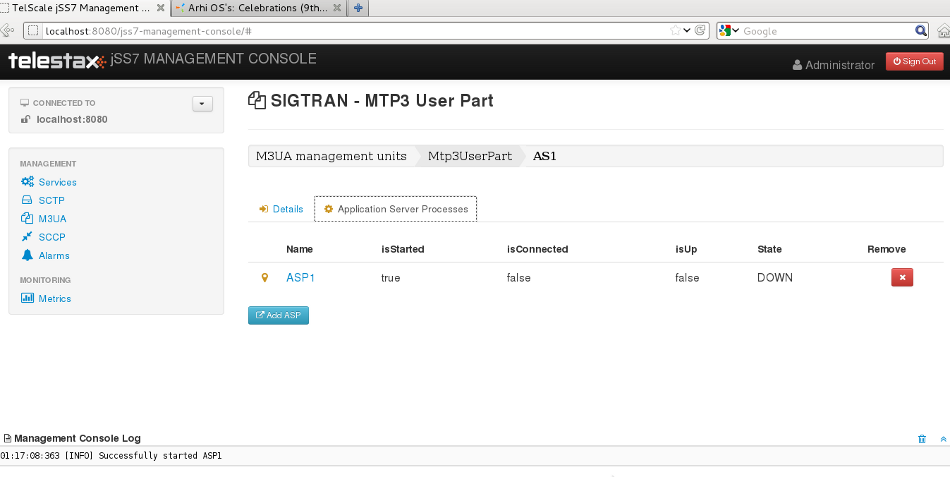 TelScale jSS7 Management ...
Arhi OS's: Celebrations (9th...
localhost:8080/jss7-management-console/#
Google
telestax jSS7 MANAGEMENT CONSOLE
Administrator
Sign Out
CONNECTED TO
localhost:8080
MANAGEMENT
Services
SCTP
M3UA
SCCP
Alarms
MONITORING
Metrics
SIGTRAN - MTP3 User Part
M3UA management units Mtp3UserPart AS1
Details Application Server Processes
Name isStarted isConnected isUp State Remove
ASP1 true false false DOWN
Add ASP
Management Console Log
01:17:08:363 [INFO] Successfully started ASP1